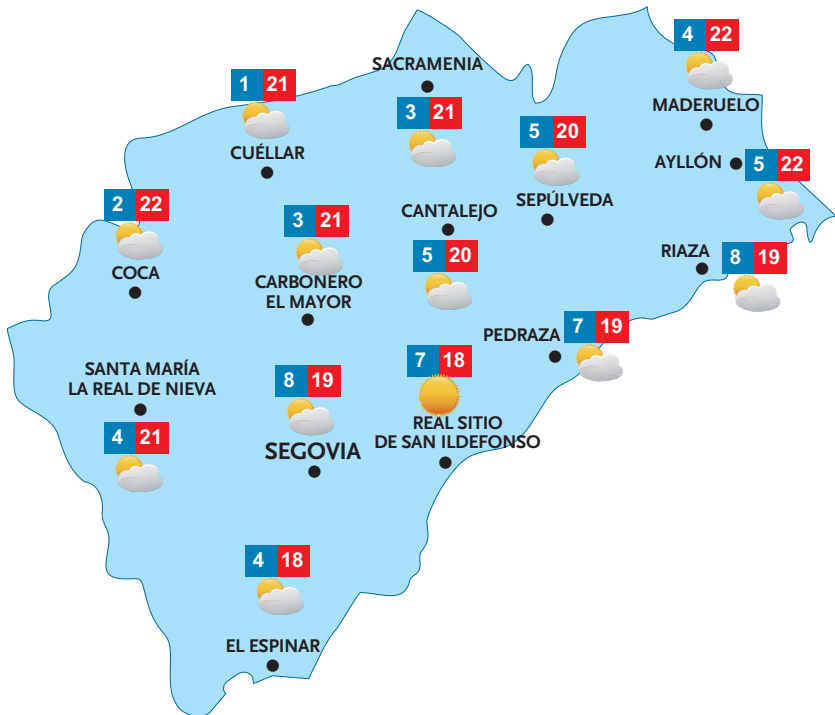 4 22
MADERUELO
SACRAMENIA
3 21
1 21
CUÉLLAR
5 20
SEPÚLVEDA
AYLLÓN
5 22
2 22
COCA
3 21
CARBONERO
EL MAYOR
CANTALEJO
5 20
RIAZA
8 19
PEDRAZA
7 19
SANTA MARÍA
LA REAL DE NIEVA
4 21
8 19
SEGOVIA
7 18
REAL SITIO
DE SAN ILDEFONSO
4 18
EL ESPINAR